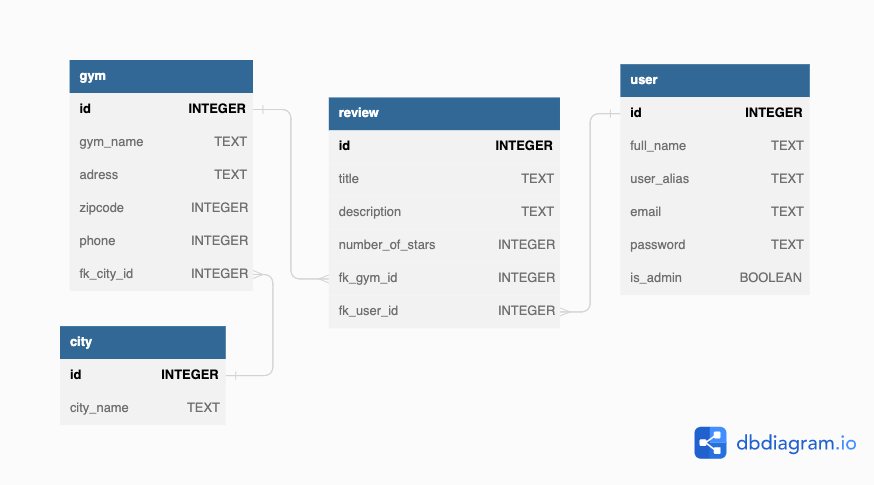 gym
id INTEGER
gym_name TEXT
adress TEXT
zipcode INTEGER
phone INTEGER
fk_city_id INTEGER
city
id INTEGER
city_name TEXT
review
id INTEGER
title TEXT
description TEXT
number_of_stars INTEGER
fk_gym_id INTEGER
fk_user_id INTEGER
user
id INTEGER
full_name TEXT
user_alias TEXT
email TEXT
password TEXT
is_admin BOOLEAN
dbdiagram.io